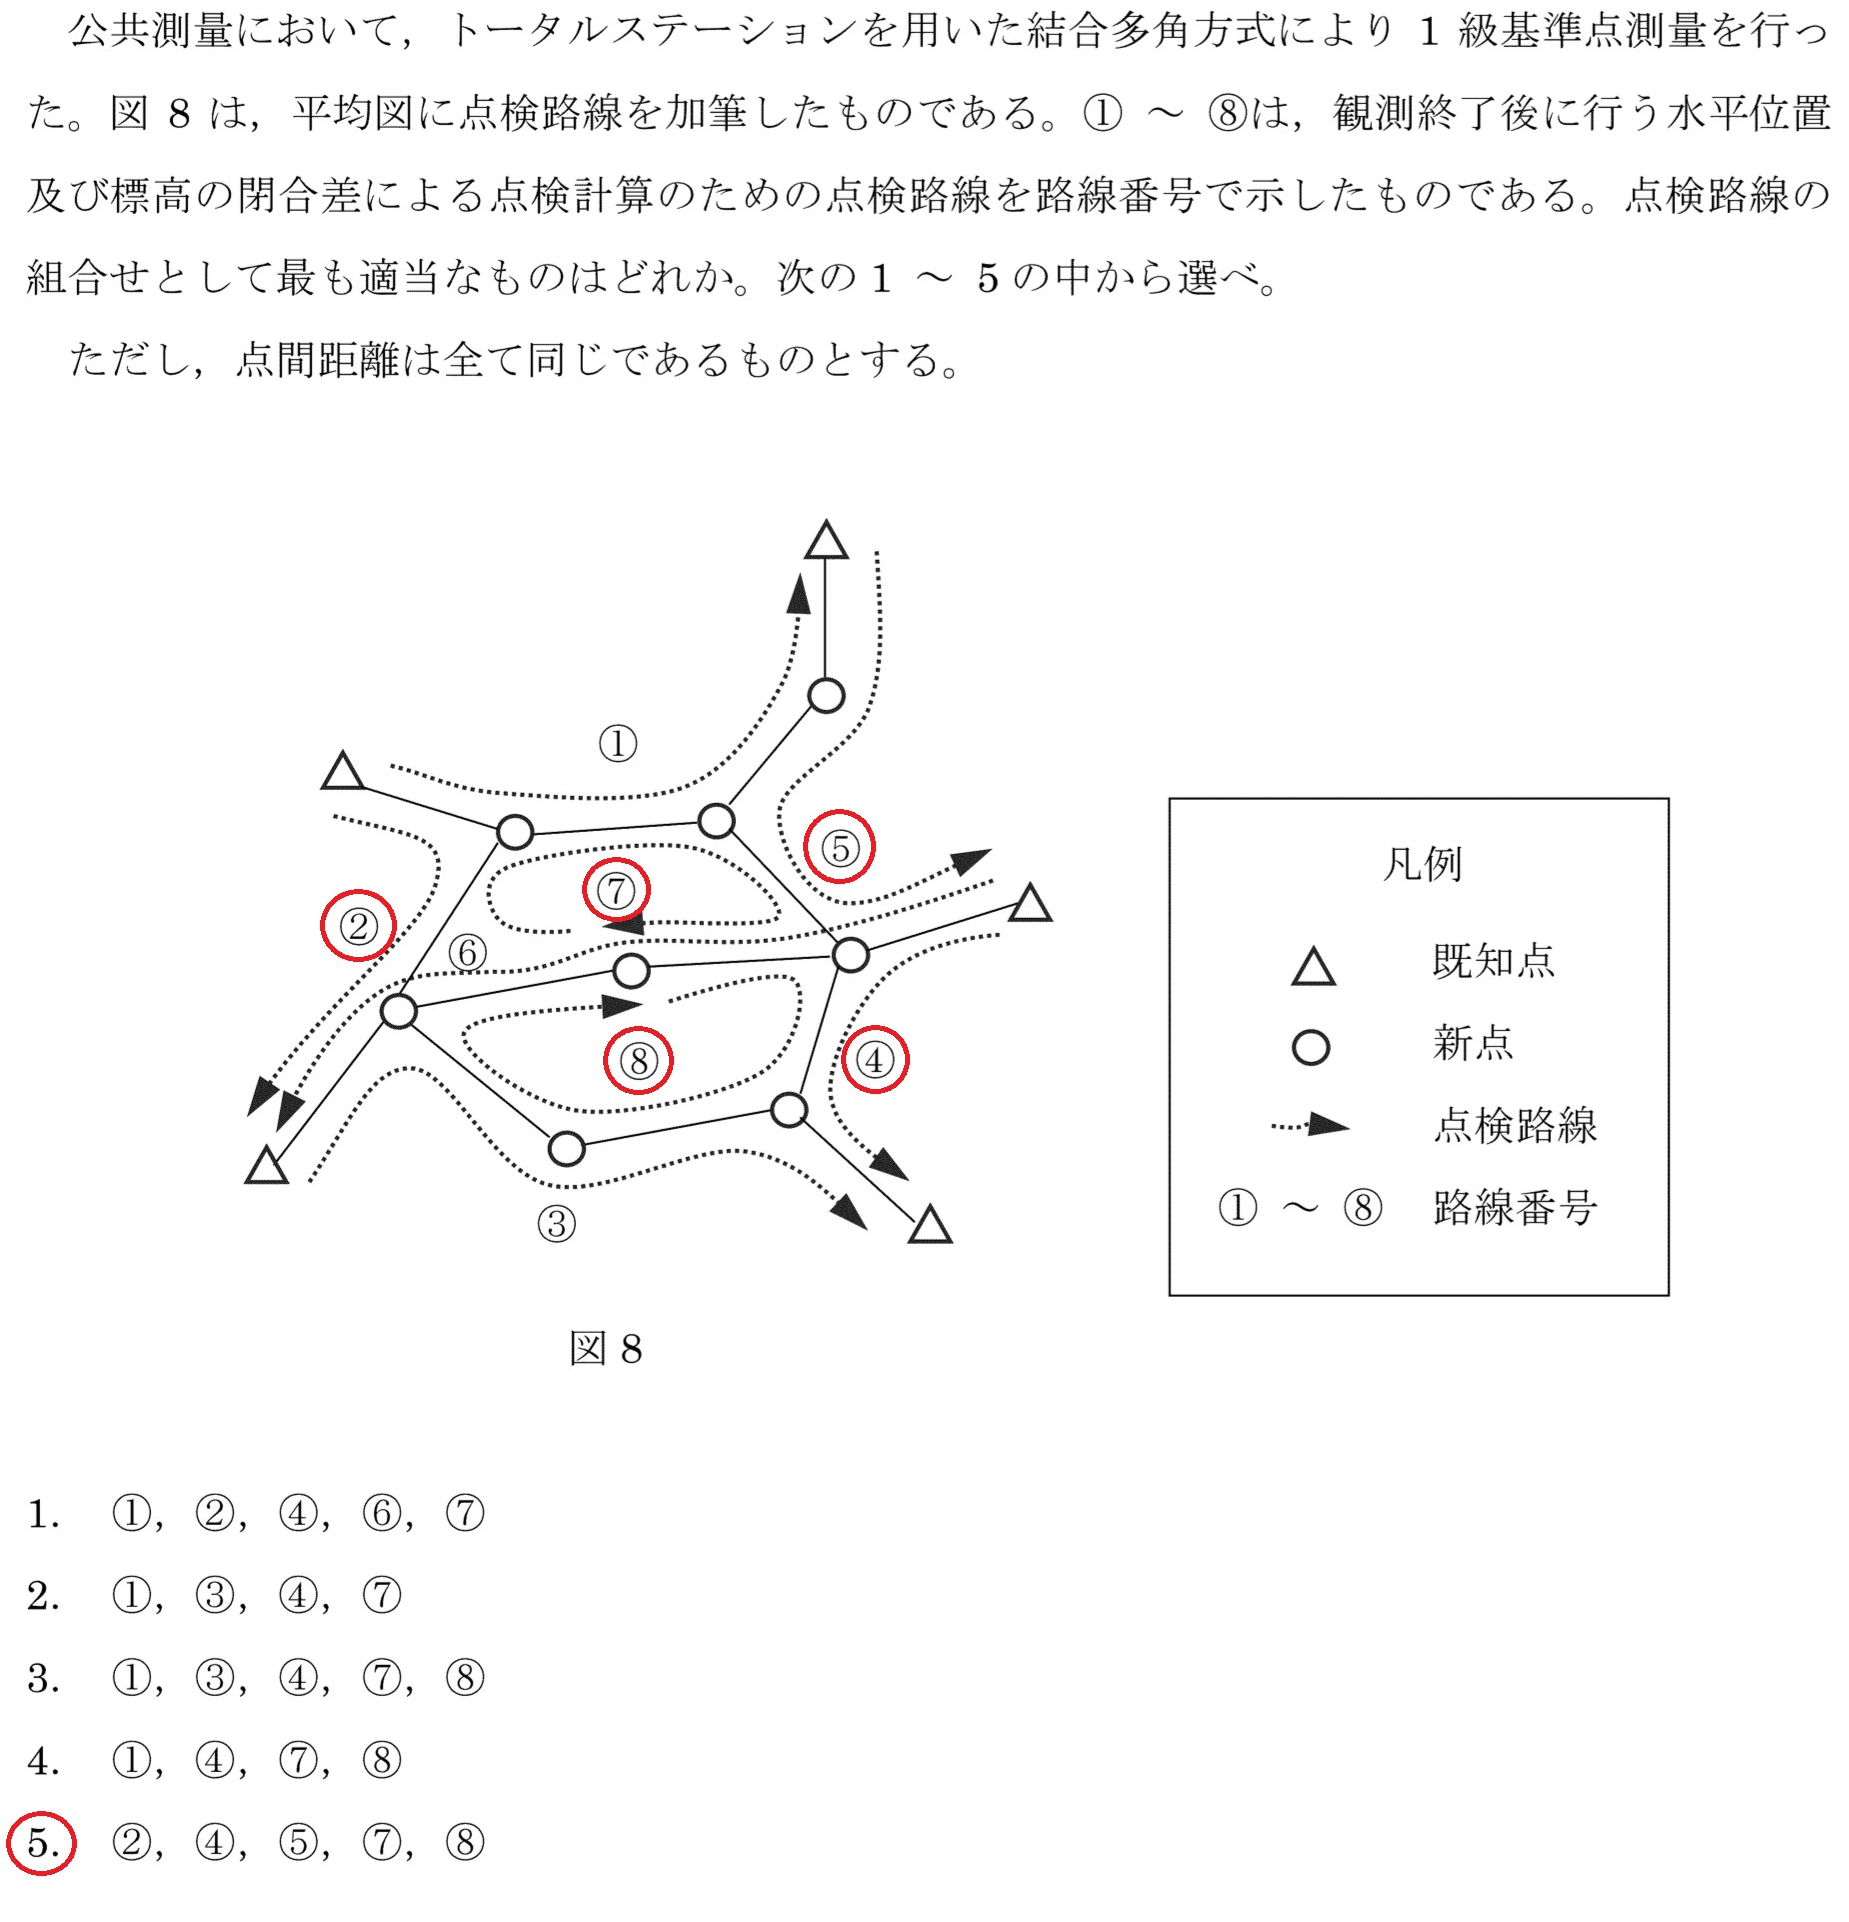 公共測量において，トータルステーションを用いた結合多角方式により 1 級基準点測量を行っ
た。図 8 は，平均図に点検路線を加筆したものである。① ～ ⑧は，観測終了後に行う水平位置
及び標高の閉合差による点検計算のための点検路線を路線番号で示したものである。点検路線の
組合せとして最も適当なものはどれか。次の 1 ～ 5 の中から選べ。
ただし，点間距離は全て同じであるものとする。
①
⑤
⑦
②
⑥
⑧
④
③
凡例
既知点
新点
点検路線
① ～ ⑧ 路線番号
図 8
1. ①，②，④，⑥，⑦
2. ①，③，④，⑦
3. ①，③，④，⑦，⑧
4. ①，④，⑦，⑧
5. ②，④，⑤，⑦，⑧